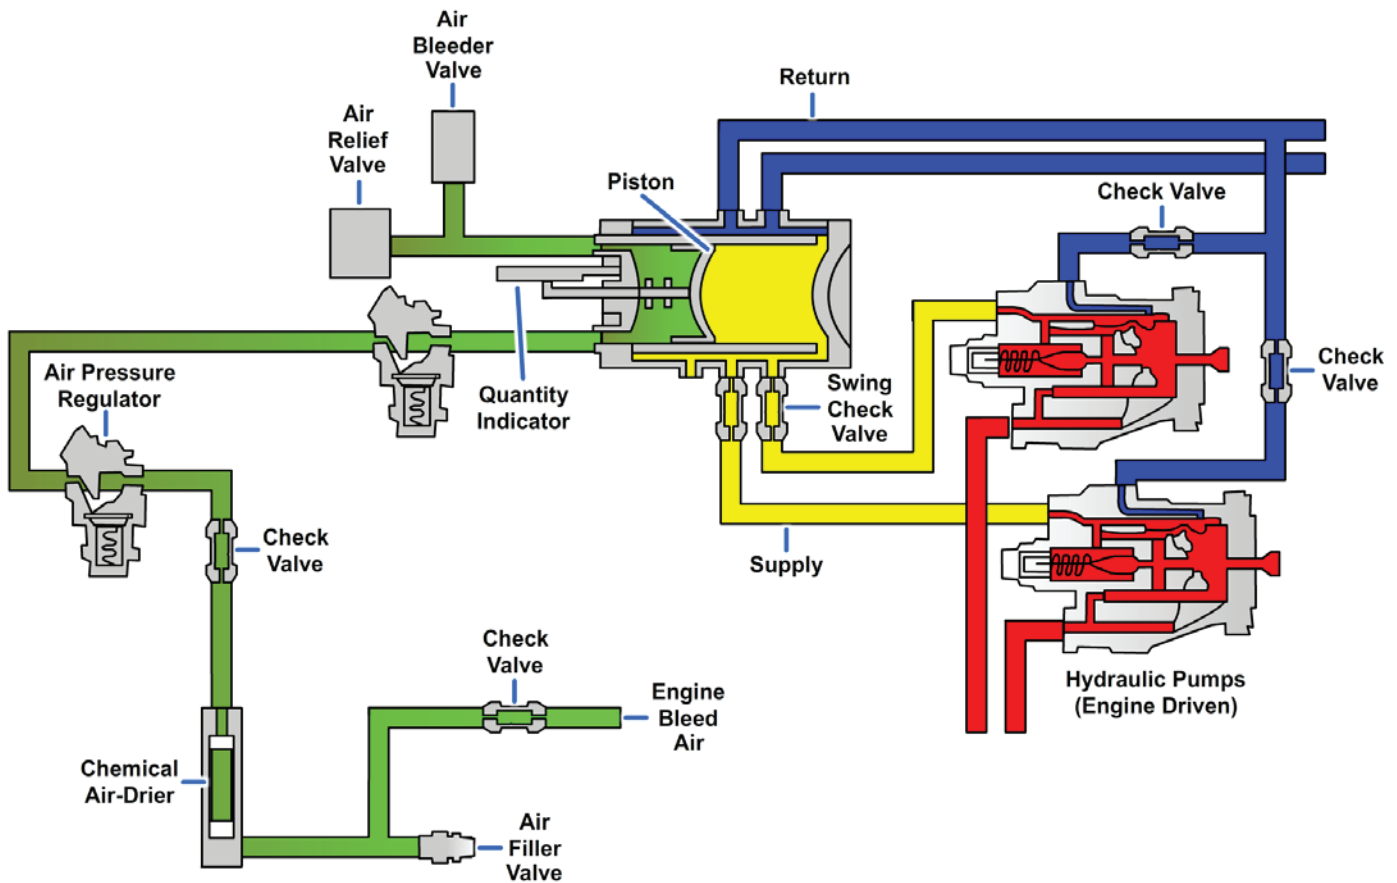 Air
Bleeder
Valve
Return
Air
Relief
Valve
Piston
Check Valve
Air Pressure
Regulator
Quantity
Indicator
Swing
Check
Valve
Check
Valve
Check
Valve
Supply
Check
Valve
Engine
Bleed
Air
Hydraulic Pumps
(Engine Driven)
Chemical
Air-Drier
Air
Filler
Valve